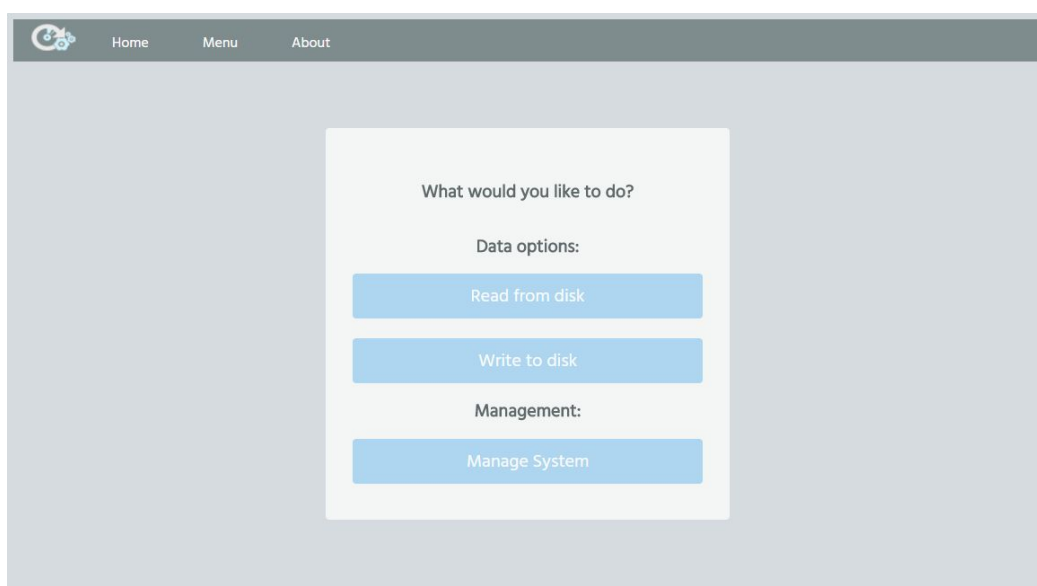 Home Menu About
What would you like to do?
Data options:
Read from disk
Write to disk
Management:
Manage System